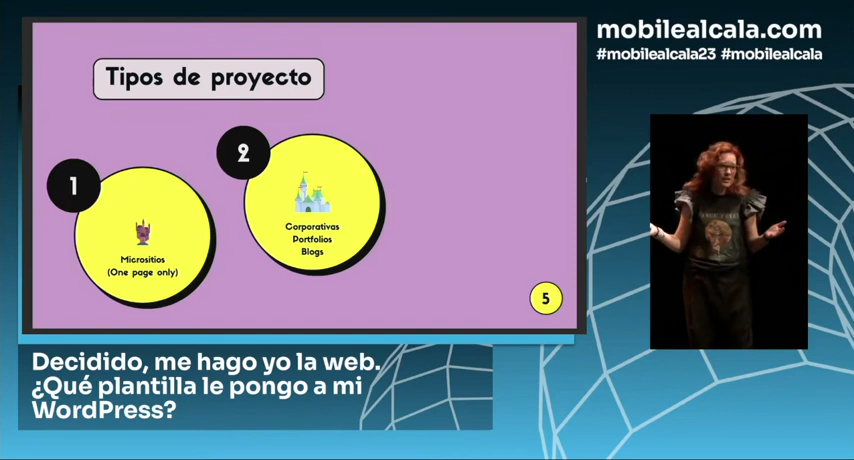 mobilealcala.com
#mobilealcala23 #mobilealcala
Tipos de proyecto
1
Micrositios
(One page only)
2
Corporativas
Portfolios
Blogs
5
Decidido, me hago yo la web.
¿Qué plantilla le pongo a mi
WordPress?